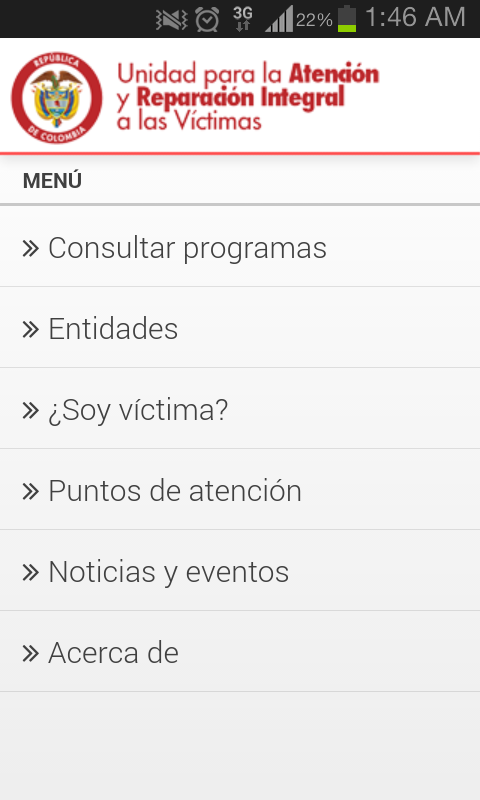 3G 22% 1:46 AM
REPÚBLICA
DE COLOMBIA
Unidad para la Atención
y Reparación Integral
a las Víctimas
MENÚ
» Consultar programas
» Entidades
» ¿Soy víctima?
» Puntos de atención
» Noticias y eventos
» Acerca de